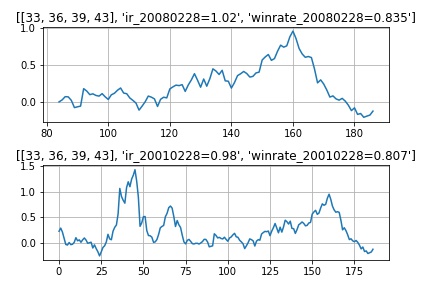 [[33, 36, 39, 43], 'ir_20080228=1.02', 'winrate_20080228=0.835']
1.0
0.5
0.0
80 100 120 140 160 180
[[33, 36, 39, 43], 'ir_20010228=0.98', 'winrate_20010228=0.807']
1.5
1.0
0.5
0.0
0 25 50 75 100 125 150 175